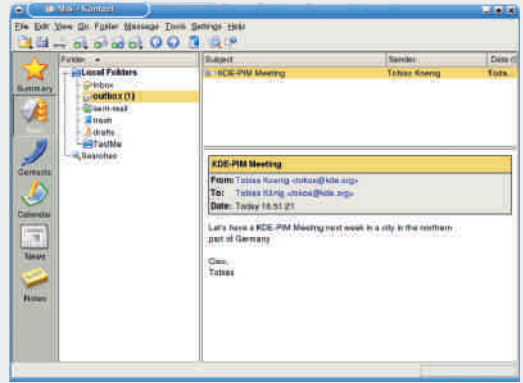 Mail - Kontact
File Edit View Go Folder Message Tools Settings Help
Folder
Local Folders
inbox
outbox (1)
sent-mail
trash
drafts
TestMe
Searches
Summary
Contacts
Calendar
News
Notes
Subject Sender Date
KDE-PIM Meeting Tobias Koenig Toda...
KDE-PIM Meeting
From: Tobias Koenig <tokoe@kde.org>
To: Tobias König <tokoe@kde.org>
Date: Today 16:51:21
Let's have a KDE-PIM Meeting next week in a city in the northern
part of Germany
Ciao,
Tobias